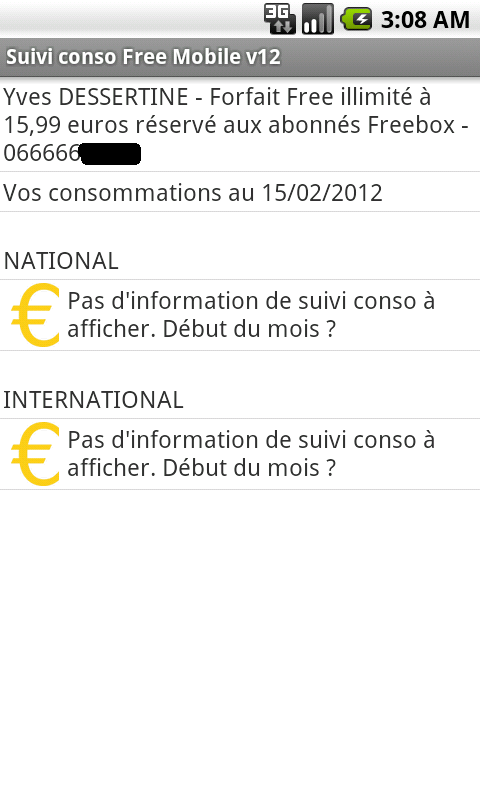 3G 3:08 AM
Suivi conso Free Mobile v12
Yves DESSERTINE - Forfait Free illimité à
15,99 euros réservé aux abonnés Freebox -
066666
Vos consommations au 15/02/2012
NATIONAL
€ Pas d'information de suivi conso à
afficher. Début du mois ?
INTERNATIONAL
€ Pas d'information de suivi conso à
afficher. Début du mois ?